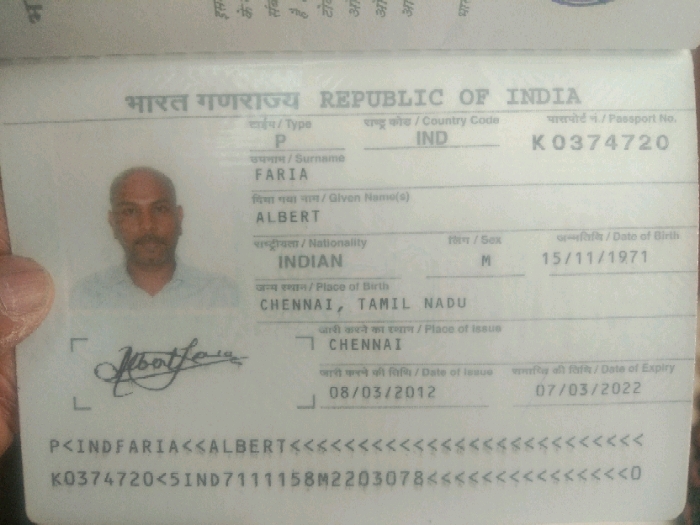 भारत गणराज्य REPUBLIC OF INDIA
टाईप / Type राष्ट्र कोड / Country Code पासपोर्ट नं. / Passport No.
P IND K0374720
उपनाम / Surname
FARIA
दिया गया नाम / Given Name(s)
ALBERT
राष्ट्रीयता / Nationality लिंग / Sex जन्मतिथि / Date of Birth
INDIAN M 15/11/1971
जन्म स्थान / Place of Birth
CHENNAI, TAMIL NADU
जारी करने का स्थान / Place of Issue
CHENNAI
जारी करने की तिथि / Date of Issue समाप्ति की तिथि / Date of Expiry
08/03/2012 07/03/2022
Albert Faria
P<INDFARIA<<ALBERT<<<<<<<<<<<<<<<<<<<<<<<<<<
K0374720<5IND7111158M2203078<<<<<<<<<<<<<<<0